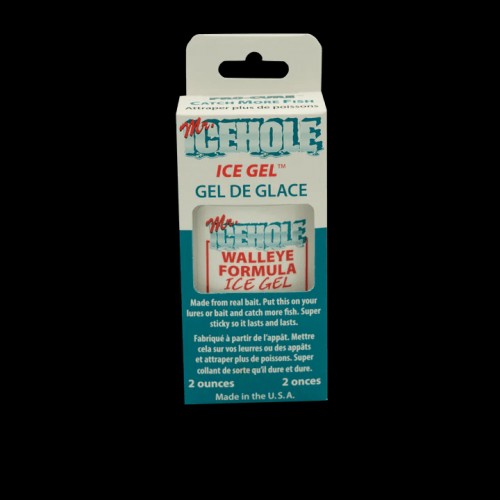 PRO-CURE
CATCH MORE FISH
Attraper plus de poissons
Mr.
ICEHOLE
ICE GEL™
GEL DE GLACE
Mr.
ICEHOLE
WALLEYE
FORMULA
ICE GEL
Made from real bait. Put this on your
lures or bait and catch more fish. Super
sticky so it lasts and lasts.
Fabriqué à partir de l'appât. Mettre
cela sur vos leurres ou des appâts
et attraper plus de poissons. Super
collant de sorte qu'il dure et dure.
2 ounces 2 onces
Made in the U.S.A.